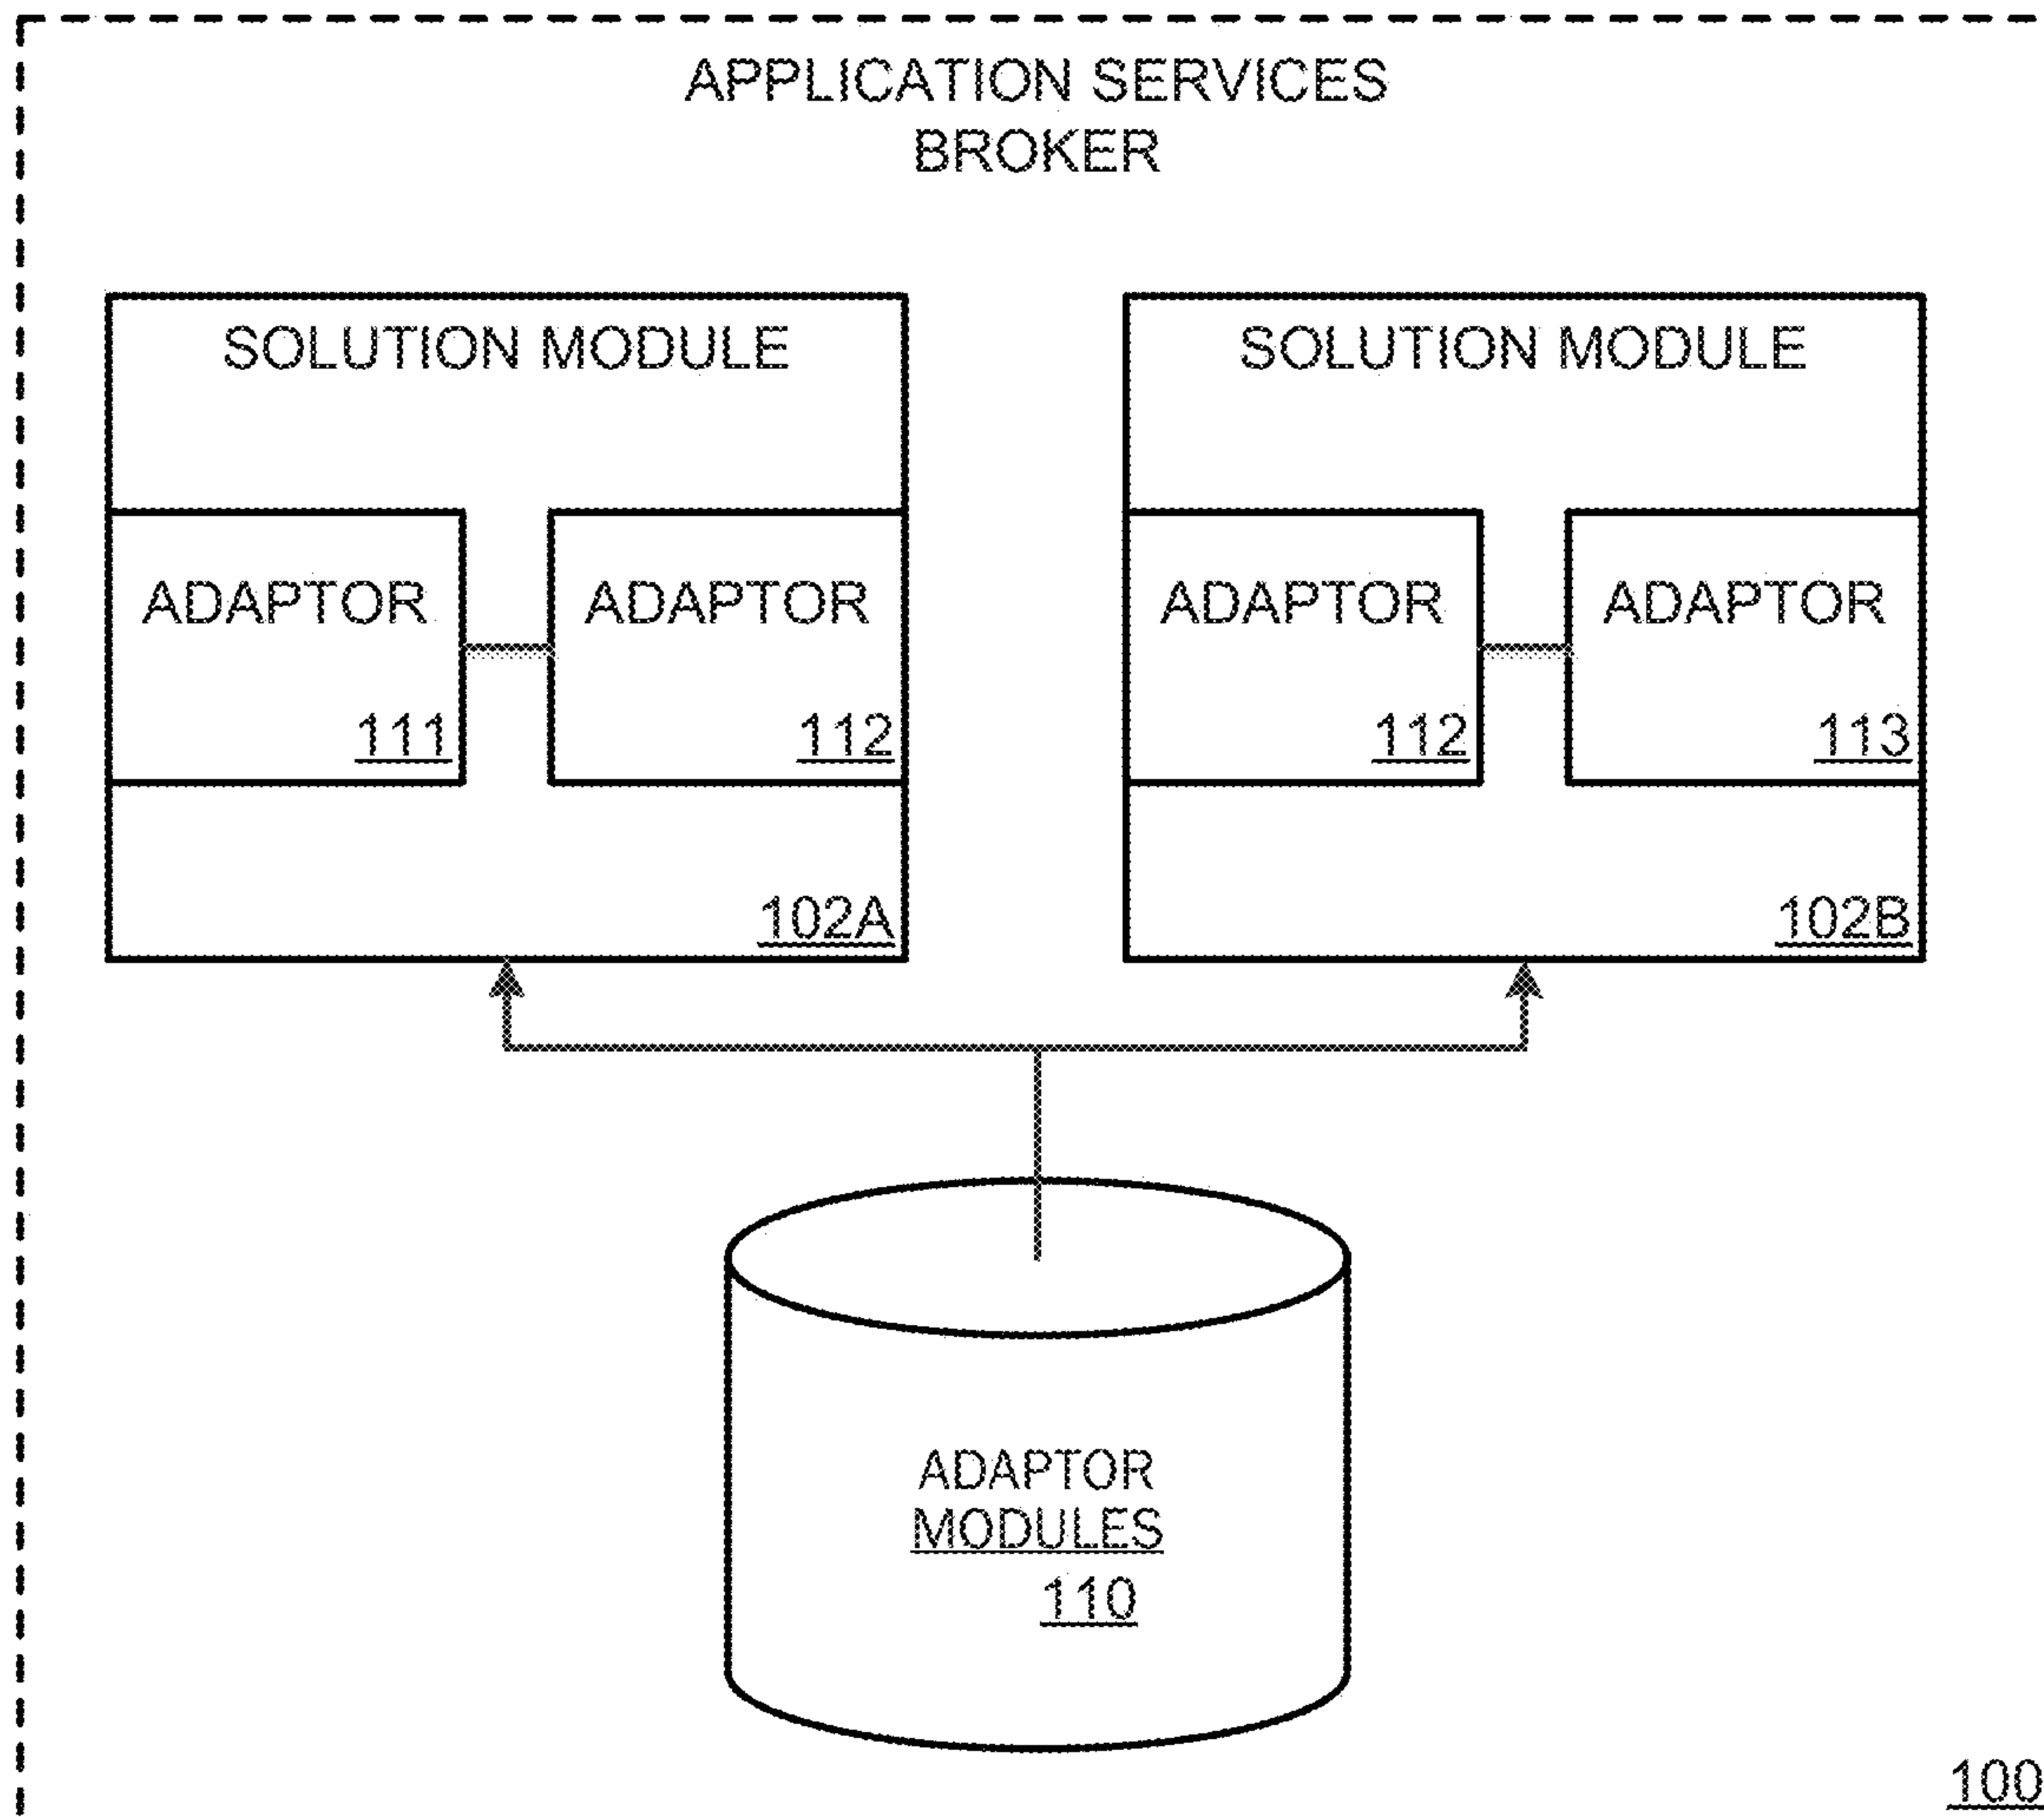 APPLICATION SERVICES
BROKER
SOLUTION MODULE
ADAPTOR
111
ADAPTOR
112
102A
SOLUTION MODULE
ADAPTOR
112
ADAPTOR
113
102B
ADAPTOR
MODULES
110
100